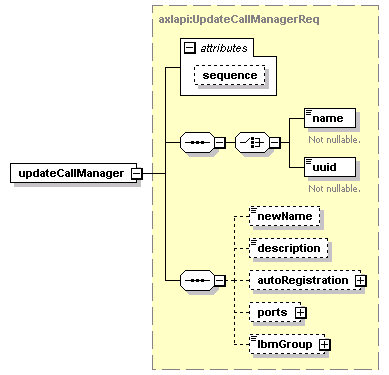 axlapi:UpdateCallManagerReq
attributes
sequence
name
Not nullable.
updateCallManager
uuid
Not nullable.
newName
description
autoRegistration
ports
lbmGroup